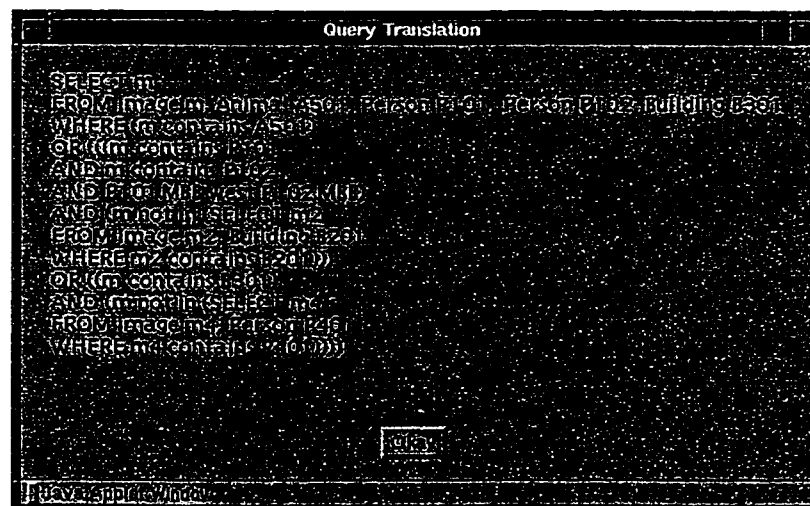 Query Translation
SELECT m
FROM Image m, Animal A501, Person P101, Person P102, Building B301
WHERE (m contains A501)
OR (((m contains P101
AND m contains P102
AND P101.MBR west P102.MBR)
AND (m not in (SELECT m2
FROM Image m2, Building B201
WHERE m2 contains B201)))
OR ((m contains B301)
AND (m not in (SELECT m4
FROM Image m4, Person P401
WHERE m4 contains P401))))
Okay
Java Applet Window